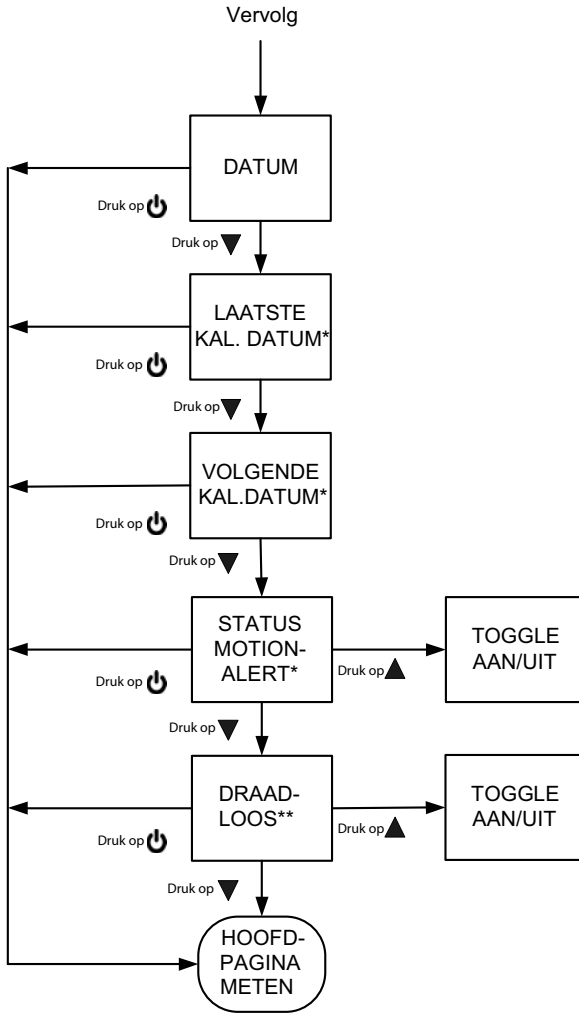 Vervolg
DATUM
Druk op
Druk op
LAATSTE
KAL. DATUM*
Druk op
Druk op
VOLGENDE
KAL.DATUM*
Druk op
Druk op
STATUS
MOTION-
ALERT*
Druk op
TOGGLE
AAN/UIT
Druk op
Druk op
DRAAD-
LOOS**
Druk op
TOGGLE
AAN/UIT
Druk op
Druk op
HOOFD-
PAGINA
METEN